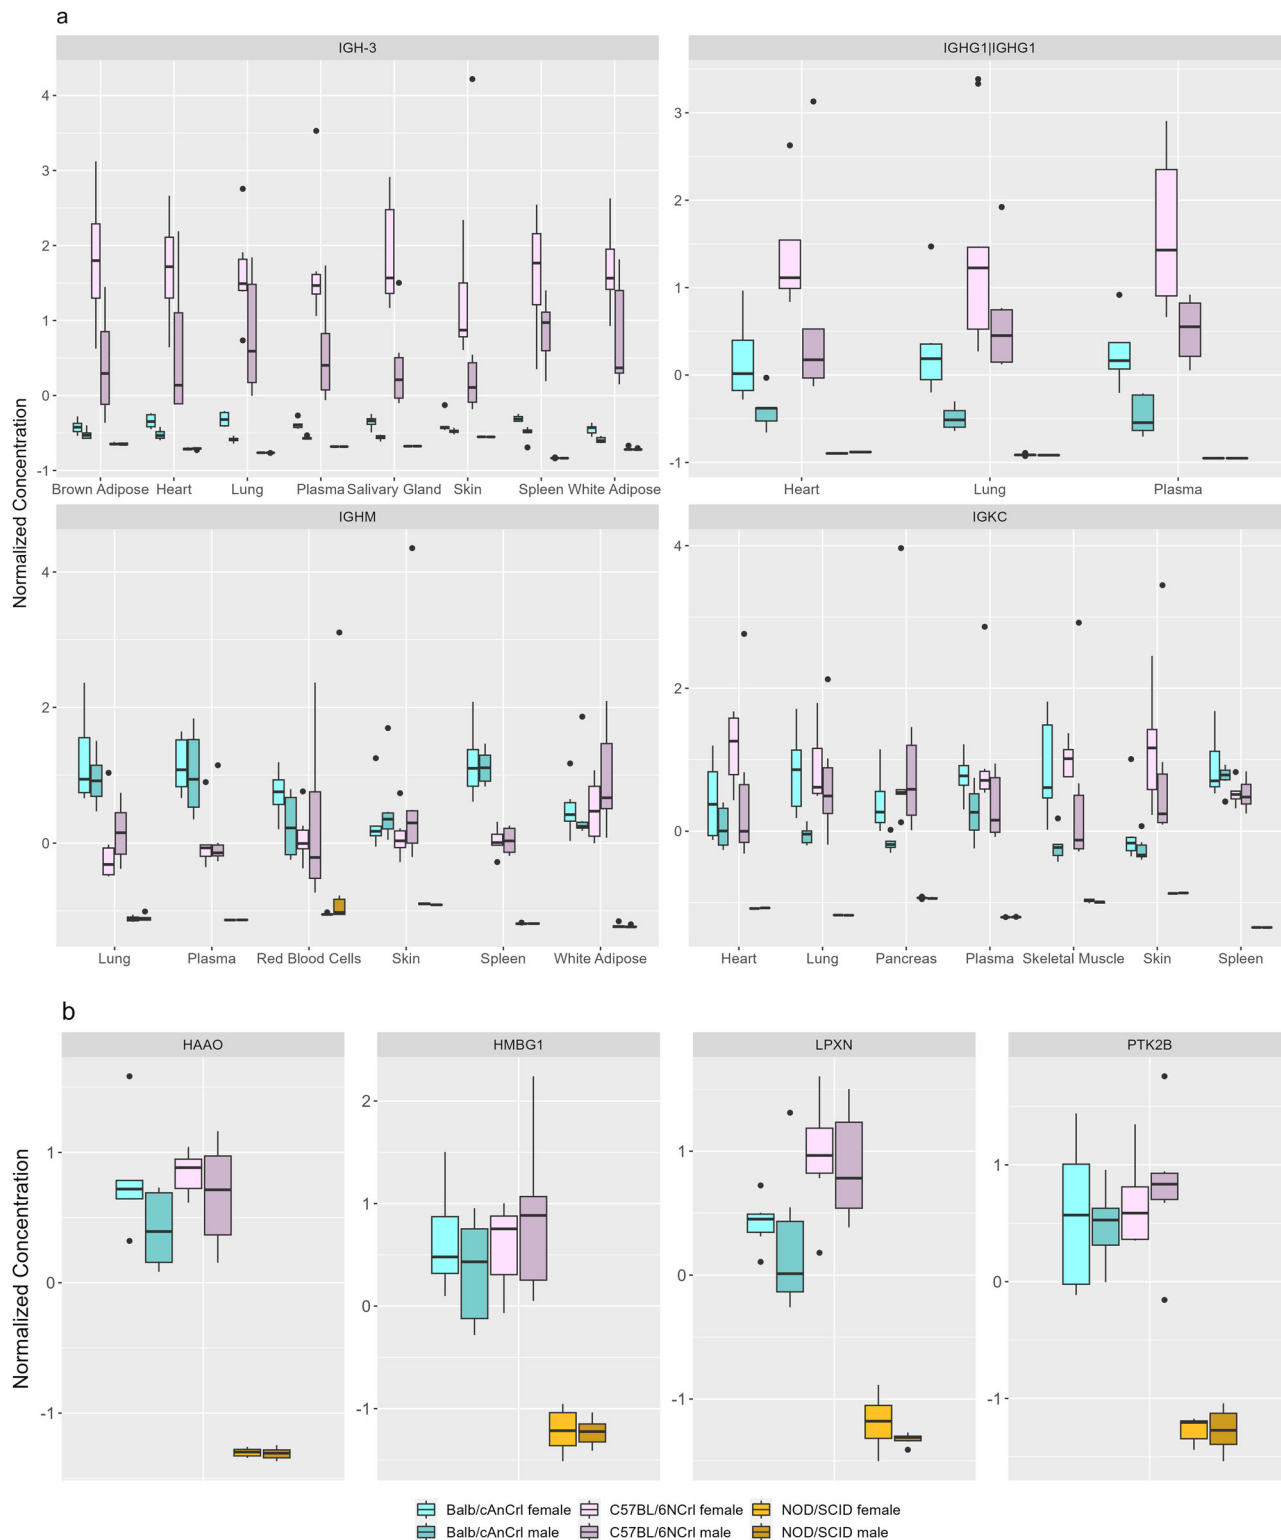 a
IGH-3
IGHG1|IGHG1
4
3
2
1
0
-1
3
2
1
0
-1
Brown Adipose Heart Lung Plasma Salivary Gland Skin Spleen White Adipose
Heart Lung Plasma
Normalized Concentration
IGHM
IGKC
4
2
0
4
2
0
Lung Plasma Red Blood Cells Skin Spleen White Adipose
Heart Lung Pancreas Plasma Skeletal Muscle Skin Spleen
b
HAAO
HMBG1
LPXN
PTK2B
Normalized Concentration
1
0
-1
2
1
0
-1
1
0
-1
1
0
-1
Balb/cAnCrl female C57BL/6NCrl female NOD/SCID female
Balb/cAnCrl male C57BL/6NCrl male NOD/SCID male